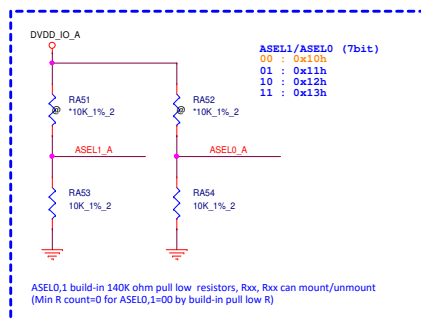 DVDD_IO_A
ASEL1/ASEL0 (7bit)
00 : 0x10h
01 : 0x11h
10 : 0x12h
11 : 0x13h
RA51
*10K_1%_2
RA52
*10K_1%_2
ASEL1_A
ASEL0_A
RA53
10K_1%_2
RA54
10K_1%_2
ASEL0,1 build-in 140K ohm pull low resistors, Rxx, Rxx can mount/unmount
(Min R count=0 for ASEL0,1=00 by build-in pull low R)